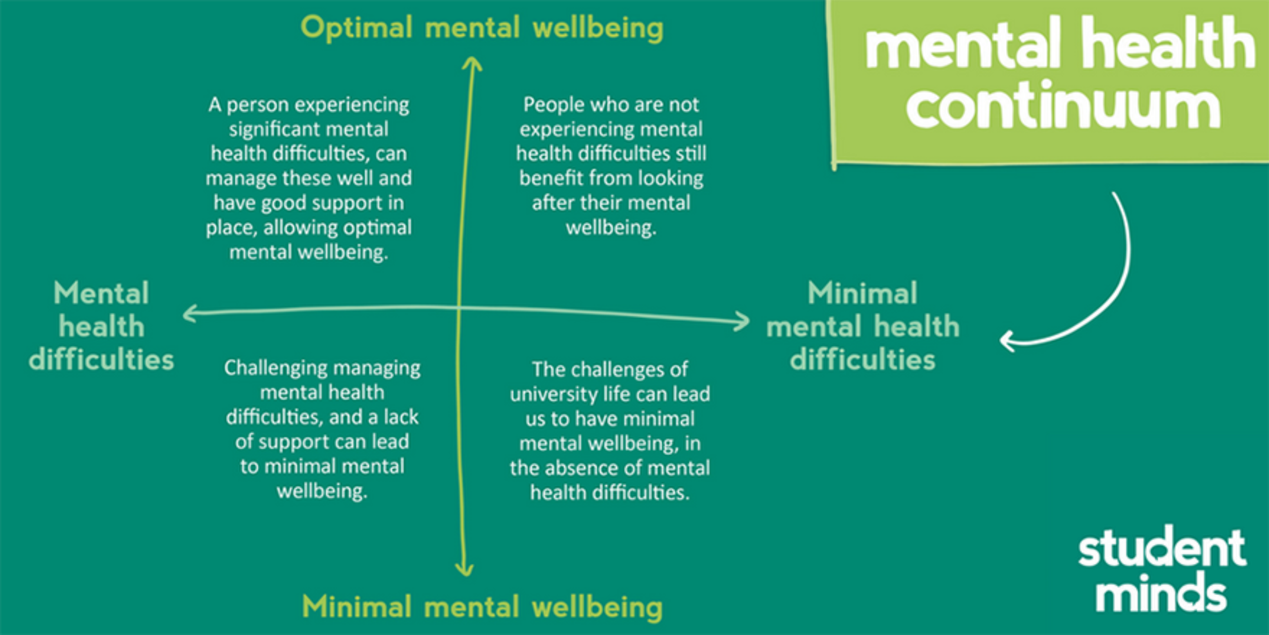 Optimal mental wellbeing
mental health
continuum
A person experiencing
significant mental
health difficulties, can
manage these well and
have good support in
place, allowing optimal
mental wellbeing.
People who are not
experiencing mental
health difficulties still
benefit from looking
after their mental
wellbeing.
Mental
health
difficulties
Minimal
mental health
difficulties
Challenging managing
mental health
difficulties, and a lack
of support can lead
to minimal mental
wellbeing.
The challenges of
university life can lead
us to have minimal
mental wellbeing, in
the absence of mental
health difficulties.
Minimal mental wellbeing
student
minds